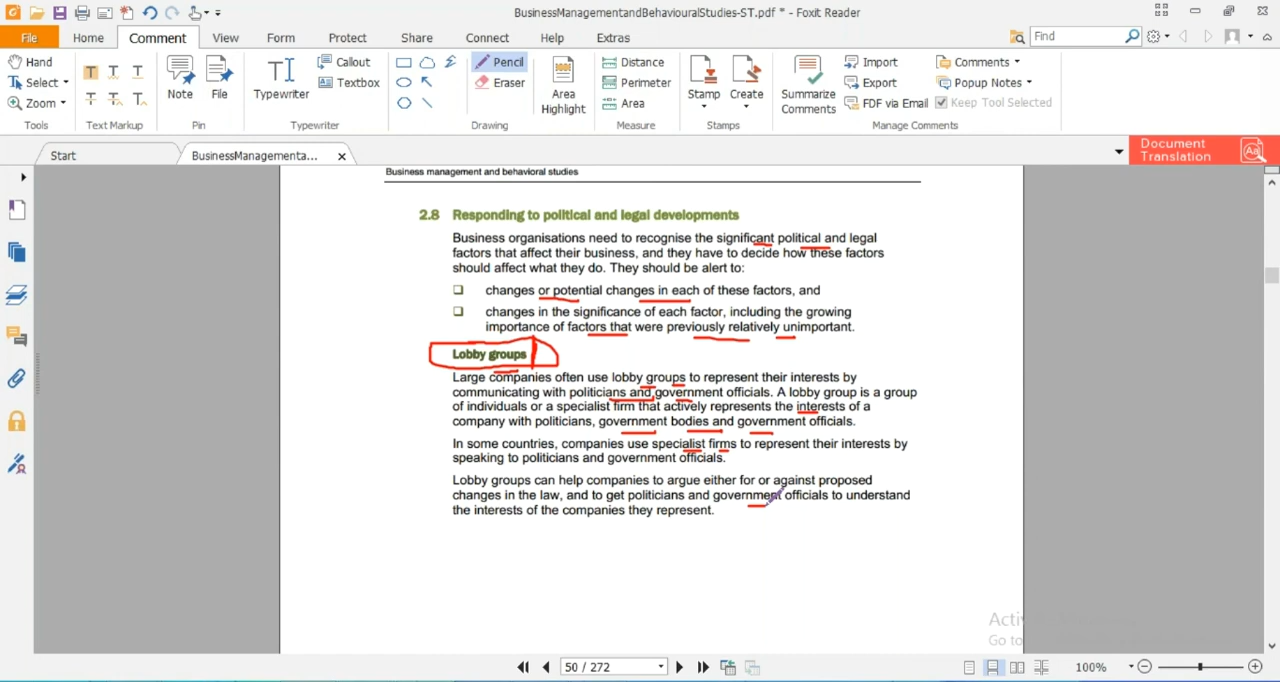 BusinessManagementandBehaviouralStudies-ST.pdf * - Foxit Reader
File Home Comment View Form Protect Share Connect Help Extras
Find
Hand
Select
Zoom
Tools
Text Markup
Note
File
Pin
Typewriter
Callout
Textbox
Typewriter
Pencil
Eraser
Drawing
Area Highlight
Distance
Perimeter
Area
Measure
Stamp
Create
Stamps
Summarize Comments
Import
Export
FDF via Email
Comments
Popup Notes
Keep Tool Selected
Manage Comments
Start
BusinessManagementa...
Document Translation
Business management and behavioral studies
2.8 Responding to political and legal developments
Business organisations need to recognise the significant political and legal
factors that affect their business, and they have to decide how these factors
should affect what they do. They should be alert to:
changes or potential changes in each of these factors, and
changes in the significance of each factor, including the growing
importance of factors that were previously relatively unimportant.
Lobby groups
Large companies often use lobby groups to represent their interests by
communicating with politicians and government officials. A lobby group is a group
of individuals or a specialist firm that actively represents the interests of a
company with politicians, government bodies and government officials.
In some countries, companies use specialist firms to represent their interests by
speaking to politicians and government officials.
Lobby groups can help companies to argue either for or against proposed
changes in the law, and to get politicians and government officials to understand
the interests of the companies they represent.
Go to
50 / 272
100%